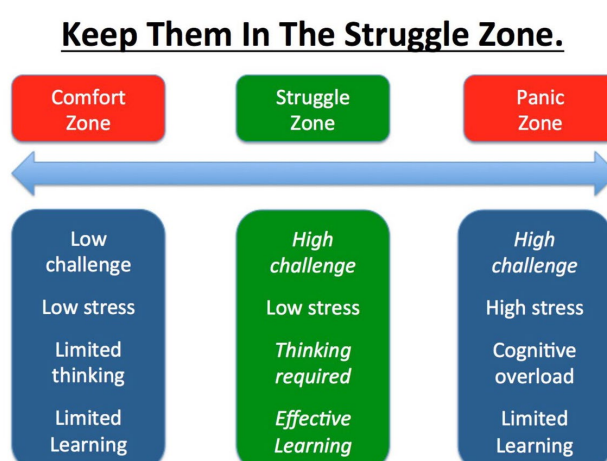 Keep Them In The Struggle Zone.
Comfort
Zone
Struggle
Zone
Panic
Zone
Low
challenge
Low stress
Limited
thinking
Limited
Learning
High
challenge
Low stress
Thinking
required
Effective
Learning
High
challenge
High stress
Cognitive
overload
Limited
Learning